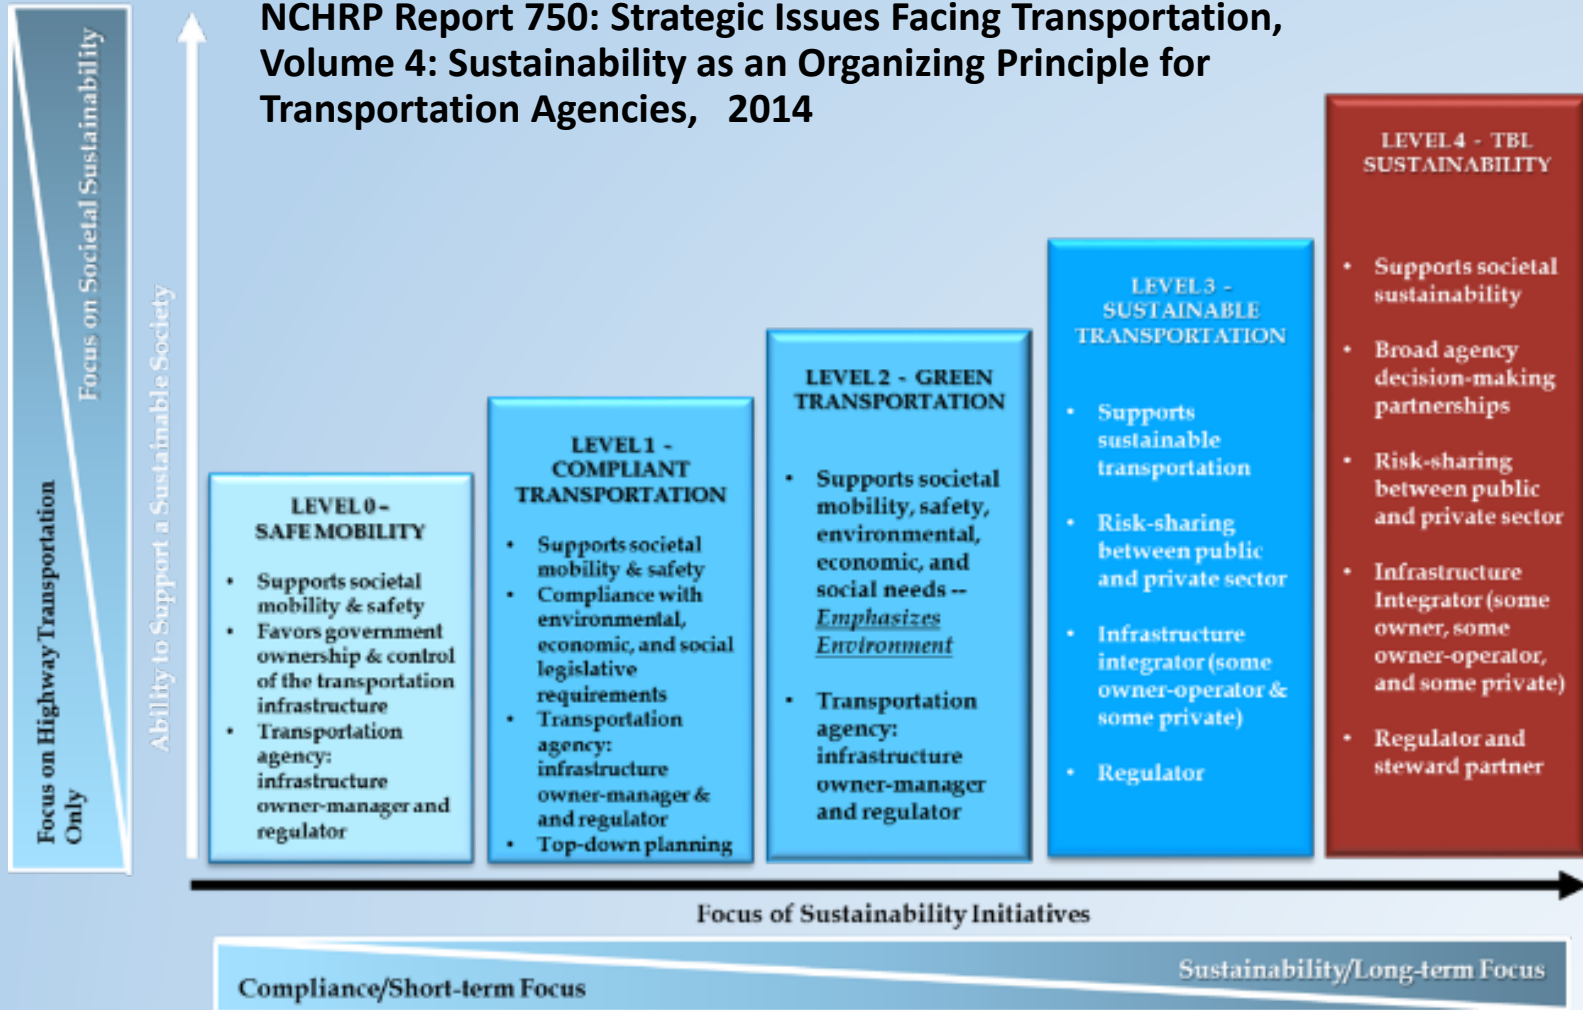 NCHRP Report 750: Strategic Issues Facing Transportation,
Volume 4: Sustainability as an Organizing Principle for
Transportation Agencies, 2014
Focus on Societal Sustainability
Focus on Highway Transportation
Only
Ability to Support a Sustainable Society
LEVEL 0 –
SAFE MOBILITY
• Supports societal
mobility & safety
• Favors government
ownership & control
of the transportation
infrastructure
• Transportation
agency:
infrastructure
owner-manager and
regulator
LEVEL 1 -
COMPLIANT
TRANSPORTATION
• Supports societal
mobility & safety
• Compliance with
environmental,
economic, and social
legislative
requirements
• Transportation
agency:
infrastructure
owner-manager &
and regulator
• Top-down planning
LEVEL 2 - GREEN
TRANSPORTATION
• Supports societal
mobility, safety,
environmental,
economic, and
social needs --
Emphasizes
Environment
• Transportation
agency:
infrastructure
owner-manager
and regulator
LEVEL 3 -
SUSTAINABLE
TRANSPORTATION
• Supports
sustainable
transportation
• Risk-sharing
between public
and private sector
• Infrastructure
integrator (some
owner-operator &
some private)
• Regulator
LEVEL 4 - TBL
SUSTAINABILITY
• Supports societal
sustainability
• Broad agency
decision-making
partnerships
• Risk-sharing
between public
and private sector
• Infrastructure
Integrator (some
owner, some
owner-operator,
and some private)
• Regulator and
steward partner
Focus of Sustainability Initiatives
Compliance/Short-term Focus
Sustainability/Long-term Focus